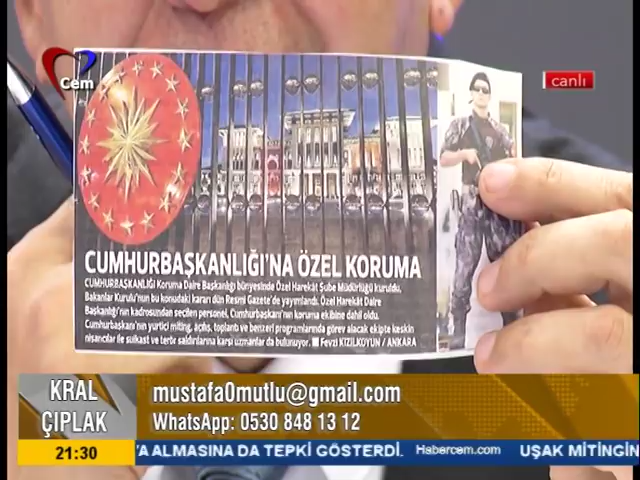 Cem
canlı
CUMHURBAŞKANLIĞI'NA ÖZEL KORUMA
CUMHURBAŞKANLIĞI Koruma Daire Başkanlığı bünyesinde Özel Harekât Şube Müdürlüğü kuruldu,
Bakanlar Kurulu'nun bu konudaki kararı dün Resmi Gazete'de yayımlandı. Özel Harekât Daire
Başkanlığı'nın kadrosundan seçilen personel, Cumhurbaşkanı'nın koruma ekibine dahil oldu.
Cumhurbaşkanı'nın yurtiçi miting, açılış, toplantı ve benzeri programlarında görev alacak ekipte keskin
nişancılar ile suikast ve terör saldırılarına karşı uzmanlar da bulunuyor. Fevzi KIZILKOYUN / ANKARA
KRAL
ÇIPLAK
mustafa0mutlu@gmail.com
WhatsApp: 0530 848 13 12
21:30
'A ALMASINA DA TEPKİ GÖSTERDİ. Habercem.com UŞAK MİTİNGİN